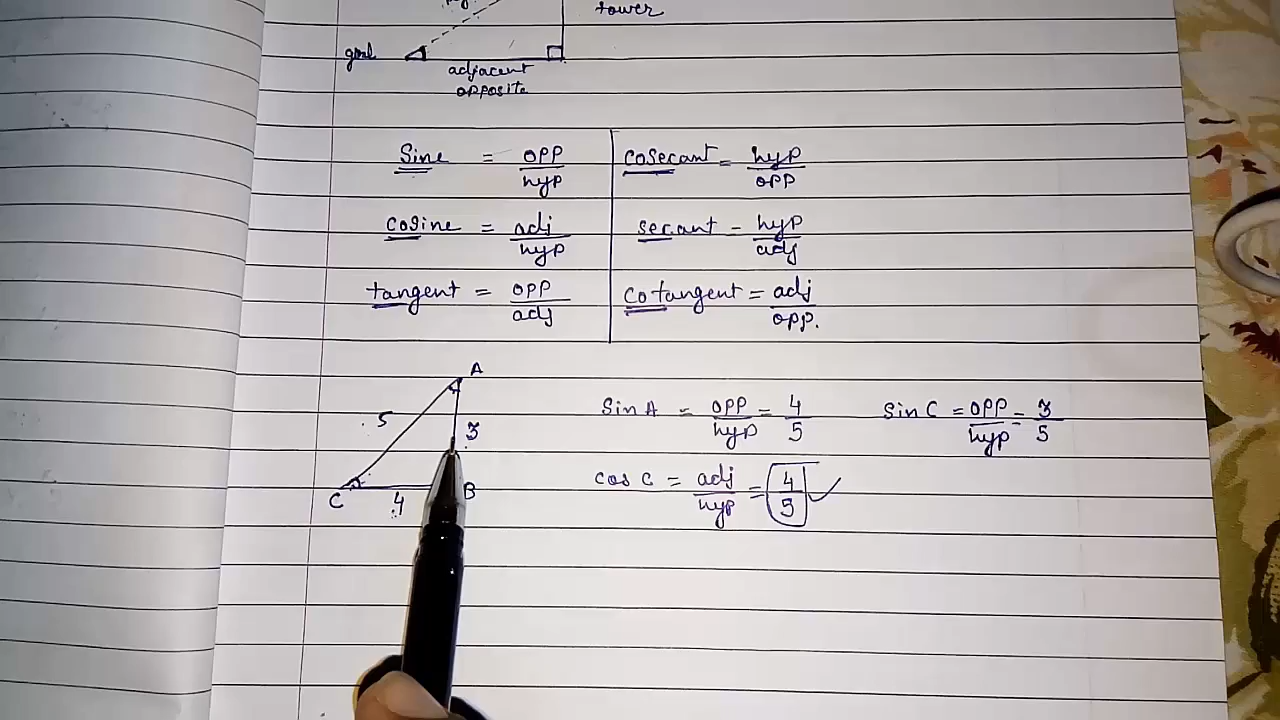 tower
goal
adjacent
opposite
Sine = opp/hyp
cosecant = hyp/opp
cosine = adj/hyp
secant - hyp/adj
tangent = opp/adj
cotangent = adj/opp.
A
5
3
C
4
B
Sin A = opp/hyp = 4/5
Sin C = opp/hyp = 3/5
cos C = adj/hyp = 4/5 ✓